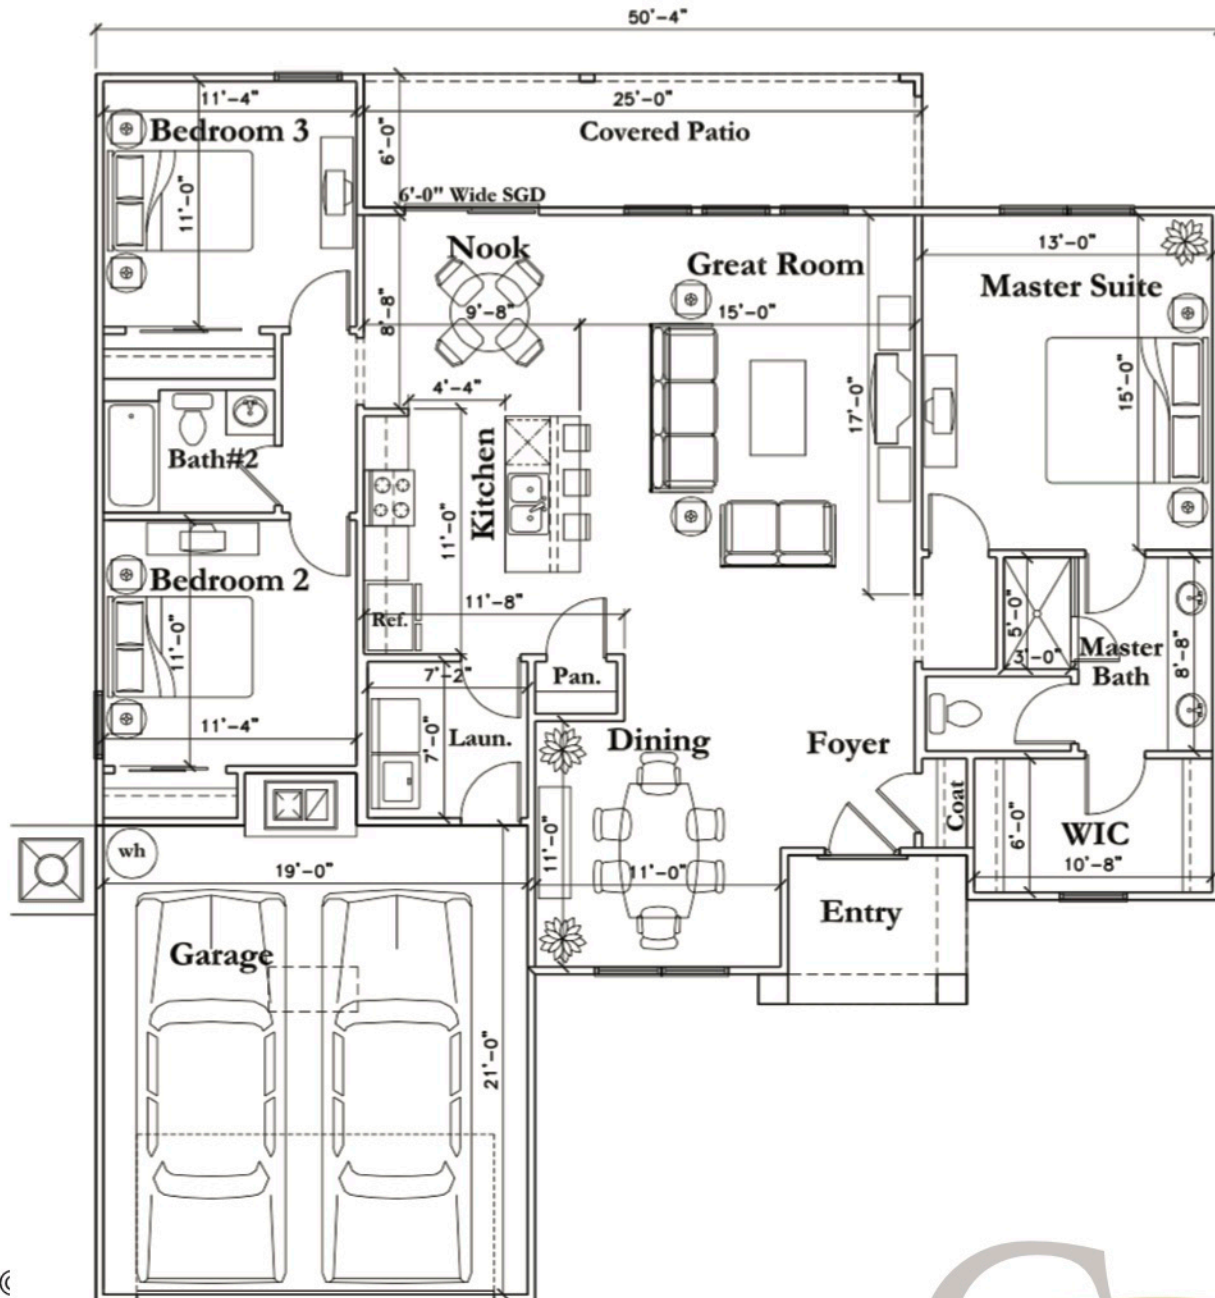 50'-4"
11'-4"
25'-0"
Bedroom 3
Covered Patio
6'-0"
11'-0"
6'-0" Wide SGD
Nook
13'-0"
Great Room
Master Suite
9'-8"
15'-0"
8'-8"
4'-4"
15'-0"
17'-0"
Bath#2
Kitchen
11'-0"
Bedroom 2
11'-8"
Ref.
5'-0"
3'-0"
Master
Bath
8'-8"
11'-0"
7'-2"
Pan.
11'-4"
Laun.
7'-0"
Dining
Foyer
Coat
WIC
6'-0"
10'-8"
wh
19'-0"
11'-0"
11'-0"
Entry
Garage
21'-0"
©
C